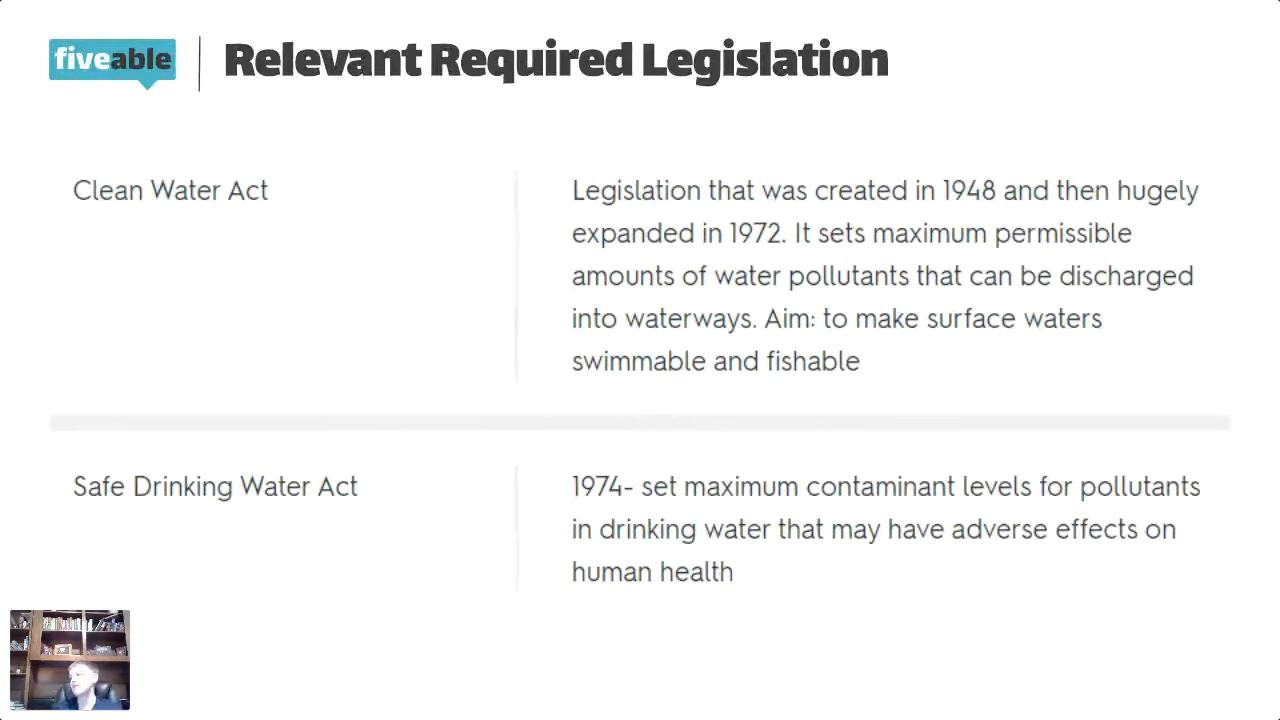 fiveable
Relevant Required Legislation
Clean Water Act
Legislation that was created in 1948 and then hugely
expanded in 1972. It sets maximum permissible
amounts of water pollutants that can be discharged
into waterways. Aim: to make surface waters
swimmable and fishable
Safe Drinking Water Act
1974- set maximum contaminant levels for pollutants
in drinking water that may have adverse effects on
human health